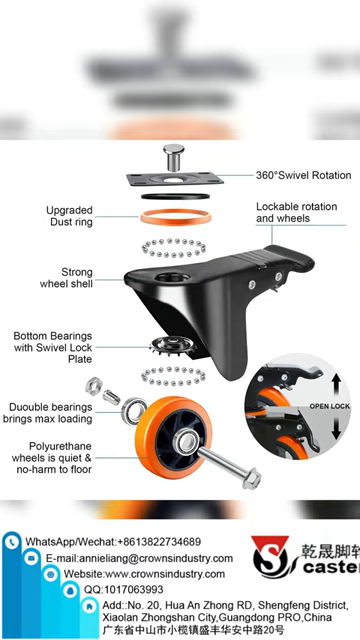 360°Swivel Rotation
Lockable rotation
and wheels
Upgraded
Dust ring
Strong
wheel shell
Bottom Bearings
with Swivel Lock
Plate
Duouble bearings
brings max loading
OPEN LOCK
Polyurethane
wheels is quiet &
no-harm to floor
WhatsApp/Wechat:+8613822734689
E-mail:annieliang@crownsindustry.com
Website:www.crownsindustry.com
QQ:1017063993
Add::No. 20, Hua An Zhong RD, Shengfeng District,
Xiaolan Zhongshan City,Guangdong PRO,China
广东省中山市小榄镇盛丰华安中路20号
乾晟脚轮
caste